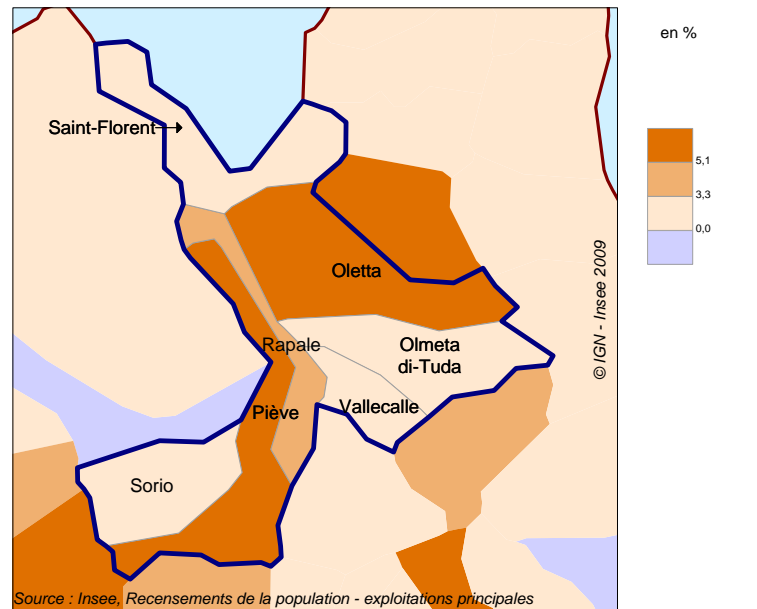 en %
Saint-Florent
5,1
3,3
0,0
Oletta
Rapale
Olmeta
di-Tuda
Vallecalle
Piève
Sorio
© IGN - Insee 2009
Source : Insee, Recensements de la population - exploitations principales